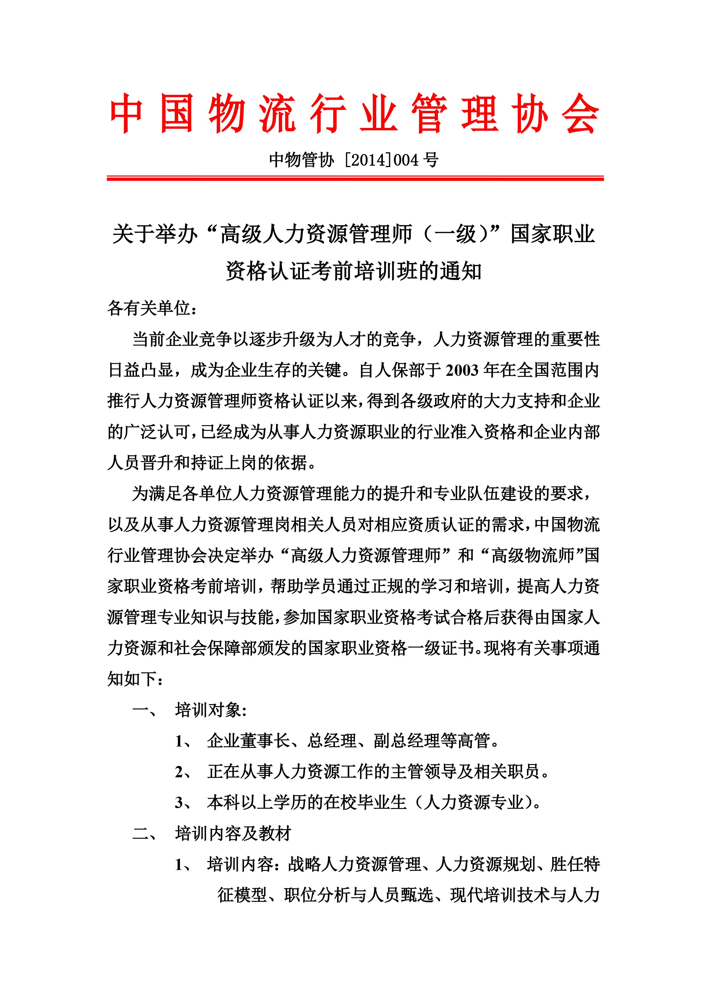 中国物流行业管理协会
中物管协 [2014]004 号
关于举办“高级人力资源管理师（一级）”国家职业
资格认证考前培训班的通知
各有关单位：
当前企业竞争以逐步升级为人才的竞争，人力资源管理的重要性
日益凸显，成为企业生存的关键。自人保部于 2003 年在全国范围内
推行人力资源管理师资格认证以来，得到各级政府的大力支持和企业
的广泛认可，已经成为从事人力资源职业的行业准入资格和企业内部
人员晋升和持证上岗的依据。
为满足各单位人力资源管理能力的提升和专业队伍建设的要求，
以及从事人力资源管理岗相关人员对相应资质认证的需求，中国物流
行业管理协会决定举办“高级人力资源管理师”和“高级物流师”国
家职业资格考前培训，帮助学员通过正规的学习和培训，提高人力资
源管理专业知识与技能，参加国家职业资格考试合格后获得由国家人
力资源和社会保障部颁发的国家职业资格一级证书。现将有关事项通
知如下：
一、 培训对象:
1、 企业董事长、总经理、副总经理等高管。
2、 正在从事人力资源工作的主管领导及相关职员。
3、 本科以上学历的在校毕业生（人力资源专业）。
二、 培训内容及教材
1、 培训内容：战略人力资源管理、人力资源规划、胜任特
征模型、职位分析与人员甄选、现代培训技术与人力